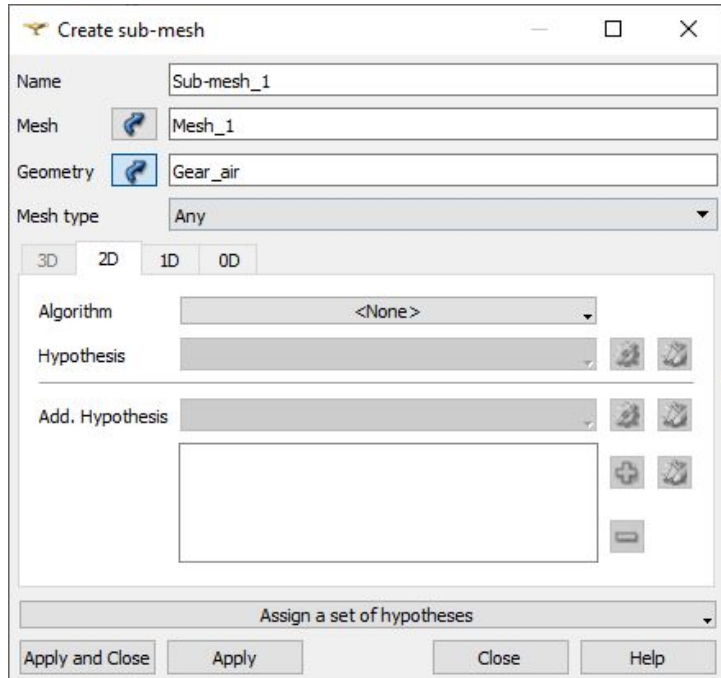 Create sub-mesh
Name Sub-mesh_1
Mesh Mesh_1
Geometry Gear_air
Mesh type Any
3D 2D 1D 0D
Algorithm <None>
Hypothesis
Add. Hypothesis
Assign a set of hypotheses
Apply and Close Apply Close Help